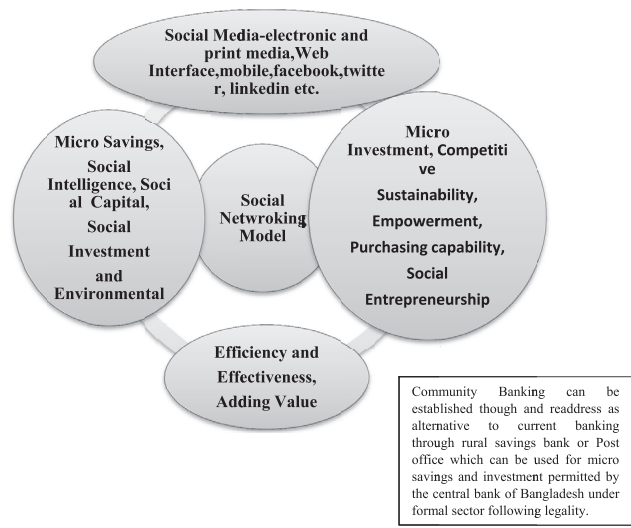 Social Media-electronic and
print media,Web
Interface,mobile,facebook,twitte
r, linkedin etc.
Micro Savings,
Social
Intelligence, Soci
al Capital,
Social
Investment
and
Environmental
Social
Netwroking
Model
Micro
Investment, Competiti
ve
Sustainability,
Empowerment,
Purchasing capability,
Social
Entrepreneurship
Efficiency and
Effectiveness,
Adding Value
Community Banking can be
established though and readdress as
alternative to current banking
through rural savings bank or Post
office which can be used for micro
savings and investment permitted by
the central bank of Bangladesh under
formal sector following legality.